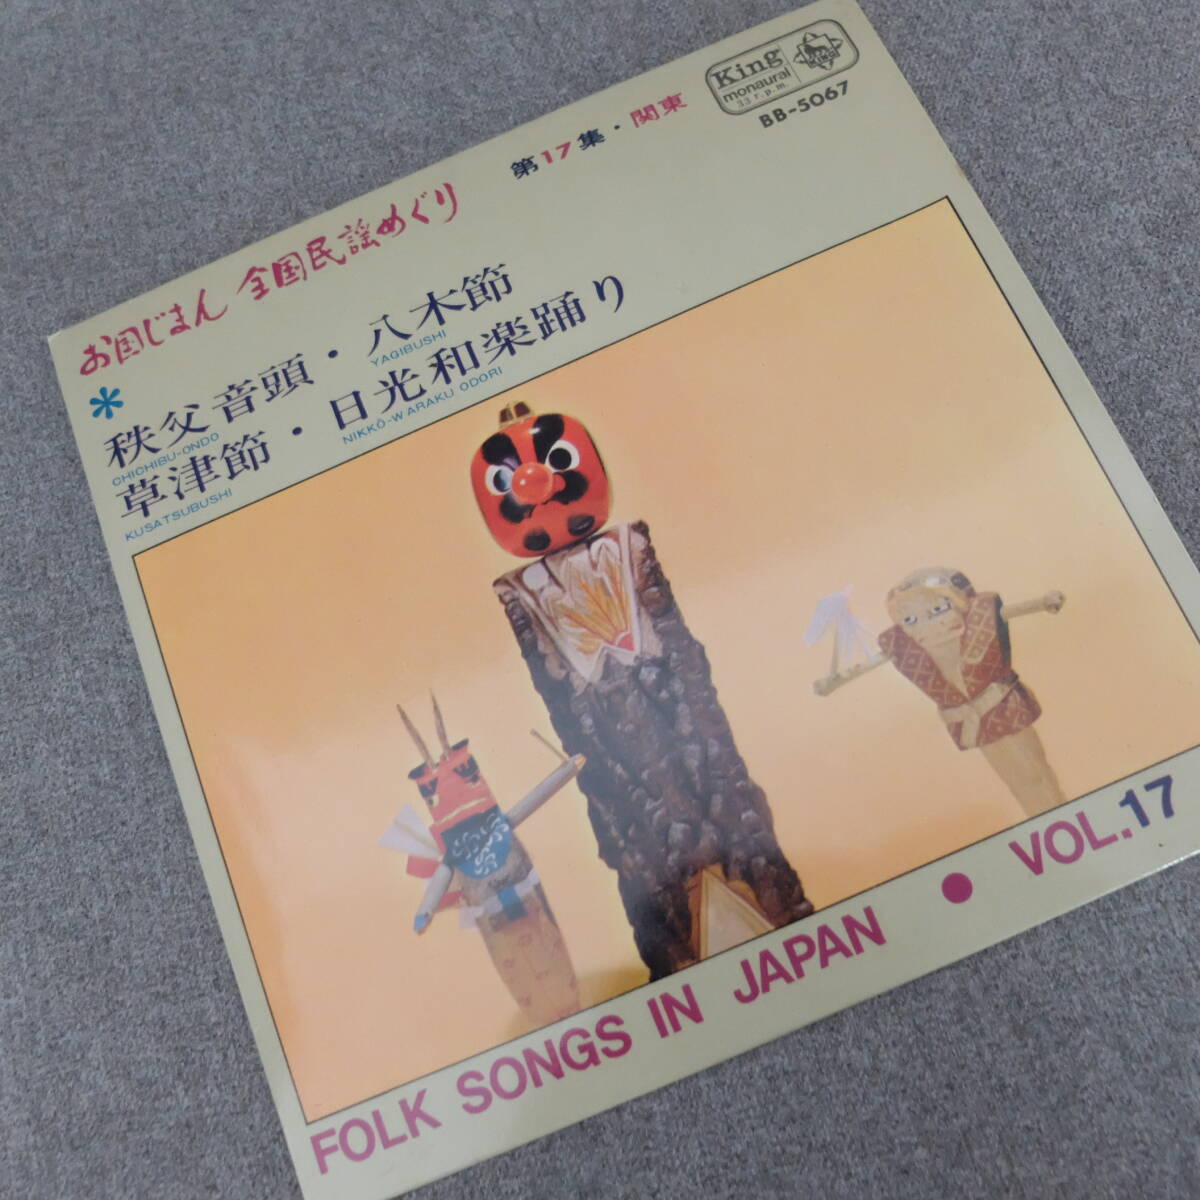 King
monaural
33 r.p.m.
KING
BB-5067
第17集・関東
お国じまん 全国民謡めぐり
*秩父音頭・八木節
CHICHIBU-ONDO YAGIBUSHI
草津節・日光和楽踊り
KUSATSUBUSHI NIKKŌ-WARAKU ODORI
FOLK SONGS IN JAPAN ● VOL.17